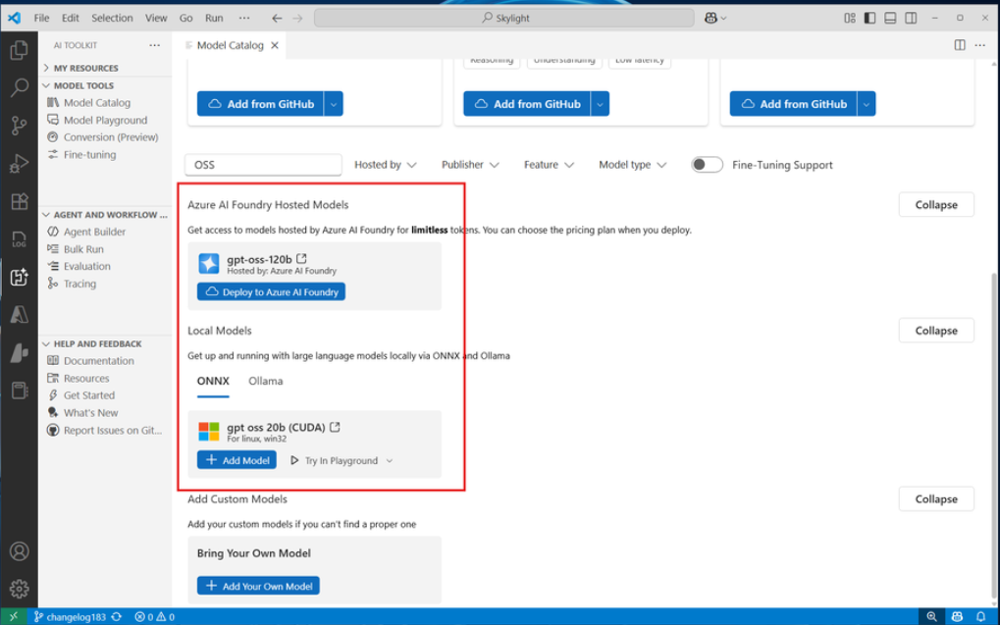 File Edit Selection View Go Run ··· Skylight
AI TOOLKIT ···
MY RESOURCES
MODEL TOOLS
Model Catalog
Model Playground
Conversion (Preview)
Fine-tuning
AGENT AND WORKFLOW ...
Agent Builder
Bulk Run
Evaluation
Tracing
HELP AND FEEDBACK
Documentation
Resources
Get Started
What's New
Report Issues on Git...
LOG
Model Catalog
Reasoning Understanding Low latency
Add from GitHub Add from GitHub Add from GitHub
OSS Hosted by Publisher Feature Model type Fine-Tuning Support
Azure AI Foundry Hosted Models Collapse
Get access to models hosted by Azure AI Foundry for limitless tokens. You can choose the pricing plan when you deploy.
gpt-oss-120b
Hosted by: Azure AI Foundry
Deploy to Azure AI Foundry
Local Models Collapse
Get up and running with large language models locally via ONNX and Ollama
ONNX Ollama
gpt oss 20b (CUDA)
For linux, win32
Add Model Try In Playground
Add Custom Models Collapse
Add your custom models if you can't find a proper one
Bring Your Own Model
Add Your Own Model
changelog183 0 0